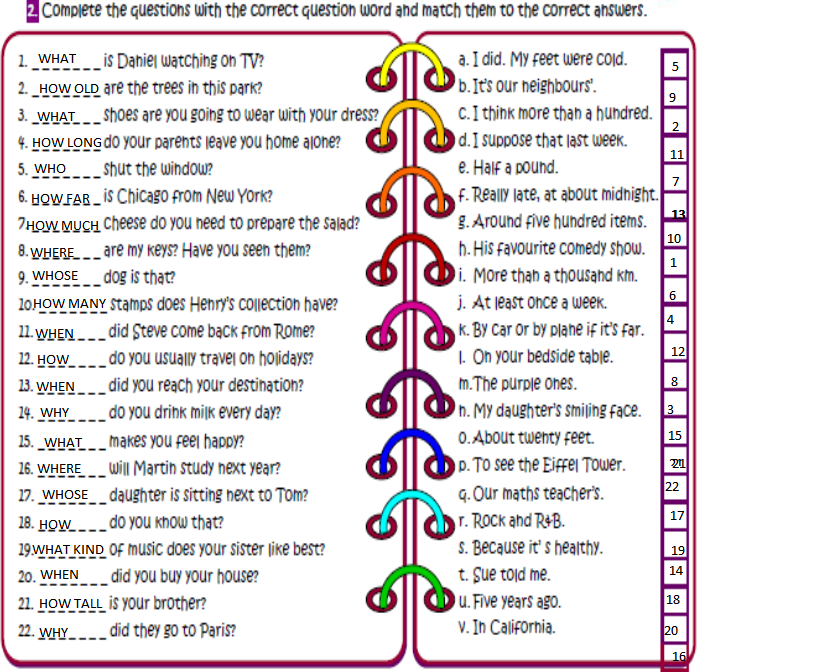 2. Complete the questions with the correct question word and match them to the correct answers.
1. WHAT is Daniel watching on TV?
2. HOW OLD are the trees in this park?
3. WHAT shoes are you going to wear with your dress?
4. HOW LONG do your parents leave you home alone?
5. WHO shut the window?
6. HOW FAR is Chicago from New York?
7 HOW MUCH Cheese do you need to prepare the salad?
8. WHERE are my keys? Have you seen them?
9. WHOSE dog is that?
10. HOW MANY stamps does Henry's collection have?
11. WHEN did Steve come back from Rome?
12. HOW do you usually travel on holidays?
13. WHEN did you reach your destination?
14. WHY do you drink milk every day?
15. WHAT makes you feel happy?
16. WHERE will Martin study next year?
17. WHOSE daughter is sitting next to Tom?
18. HOW do you know that?
19. WHAT KIND of music does your sister like best?
20. WHEN did you buy your house?
21. HOW TALL is your brother?
22. WHY did they go to Paris?
a. I did. My feet were cold. 5
b. It's our neighbours'. 9
c. I think more than a hundred. 2
d. I suppose that last week. 11
e. Half a pound. 7
f. Really late, at about midnight. 13
g. Around five hundred items. 10
h. His favourite comedy show. 1
i. More than a thousand km. 6
j. At least once a week. 4
k. By car or by plane if it's far. 12
l. On your bedside table. 8
m. The purple ones. 3
n. My daughter's smiling face. 15
o. About twenty feet. 21
p. To see the Eiffel Tower. 22
q. Our maths teacher's. 17
r. Rock and R&B. 19
s. Because it' s healthy. 14
t. Sue told me. 18
u. Five years ago. 20
v. In California. 16